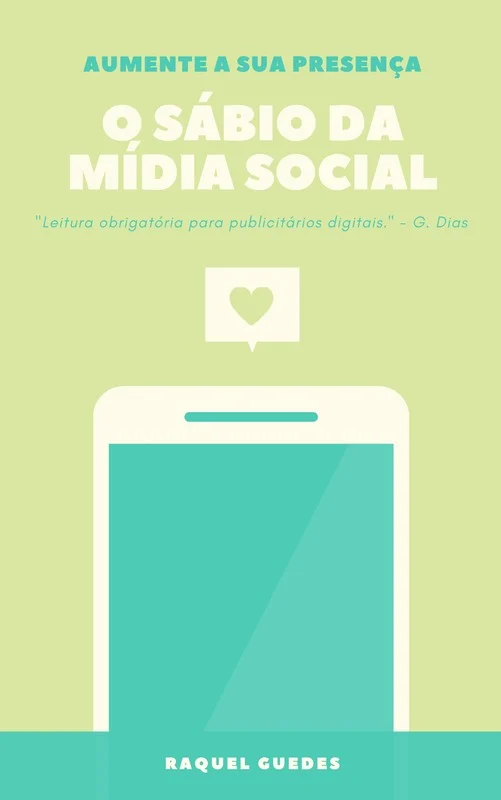 AUMENTE A SUA PRESENÇA
O SÁBIO DA
MÍDIA SOCIAL
"Leitura obrigatória para publicitários digitais." - G. Dias
RAQUEL GUEDES